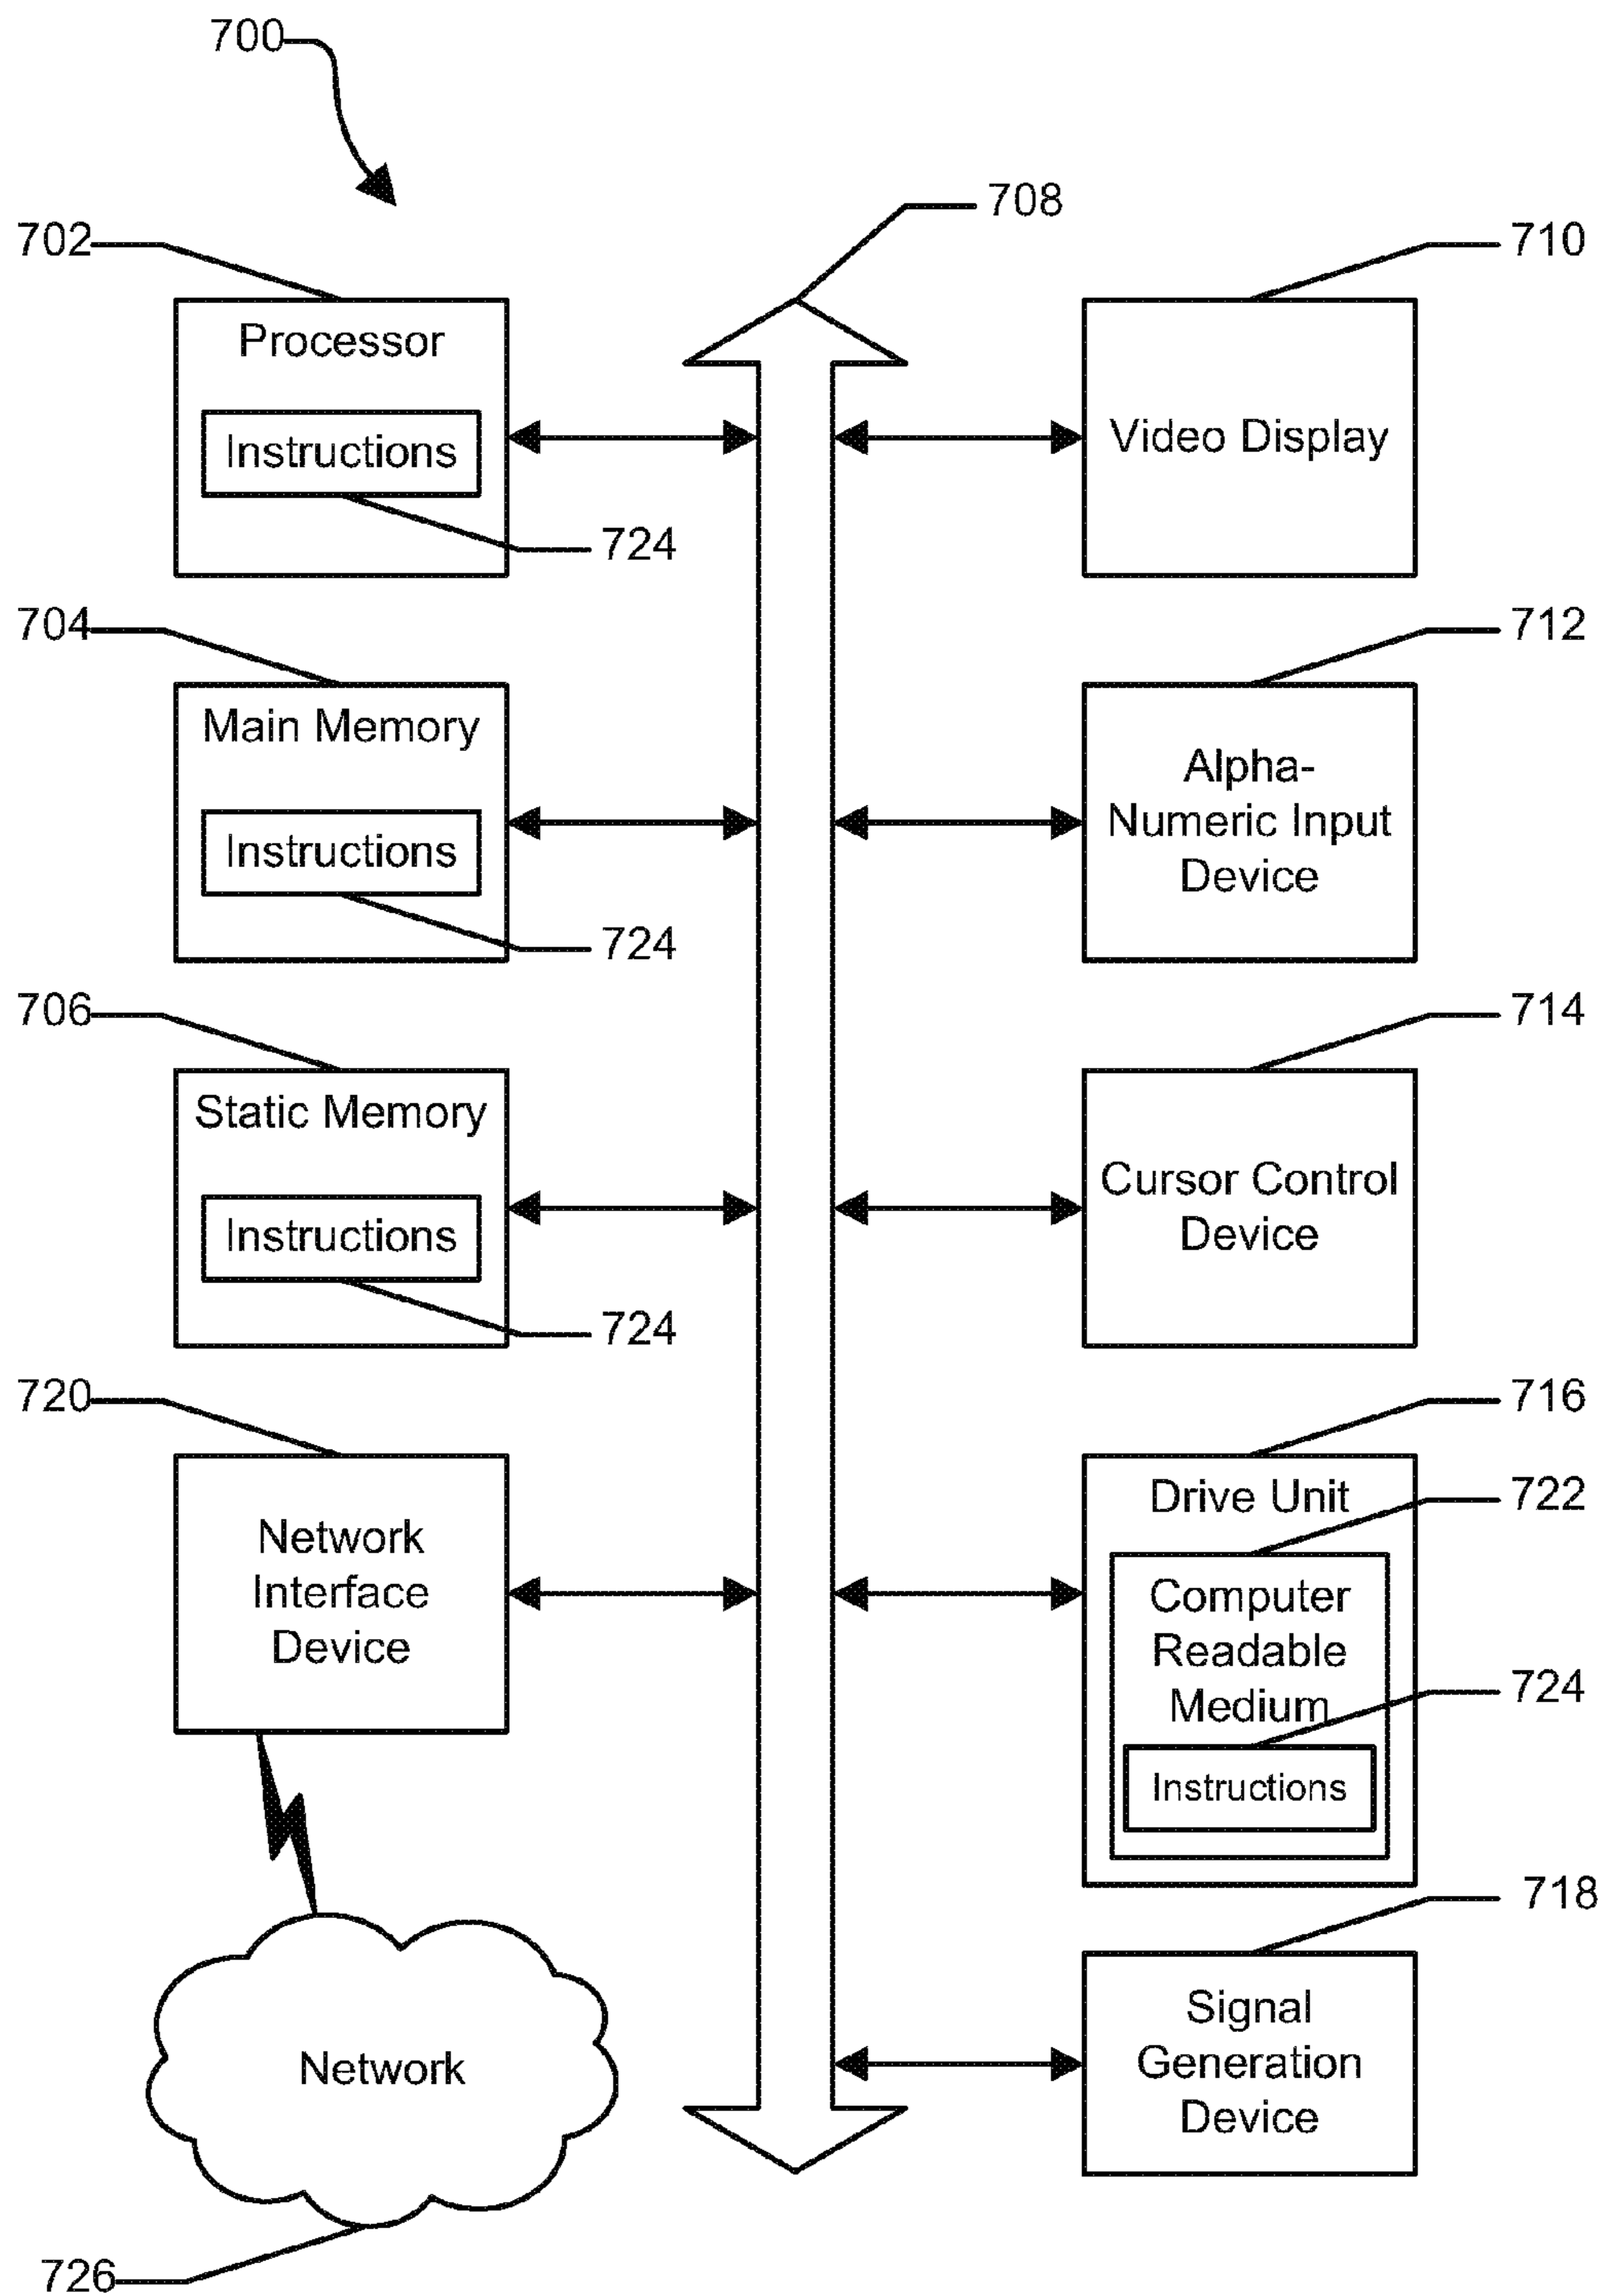 700
708
702
Processor
Instructions
724
710
Video Display
704
Main Memory
Instructions
724
712
Alpha-
Numeric Input
Device
706
Static Memory
Instructions
724
714
Cursor Control
Device
720
Network
Interface
Device
716
Drive Unit
722
Computer
Readable
Medium
724
Instructions
718
Signal
Generation
Device
Network
726